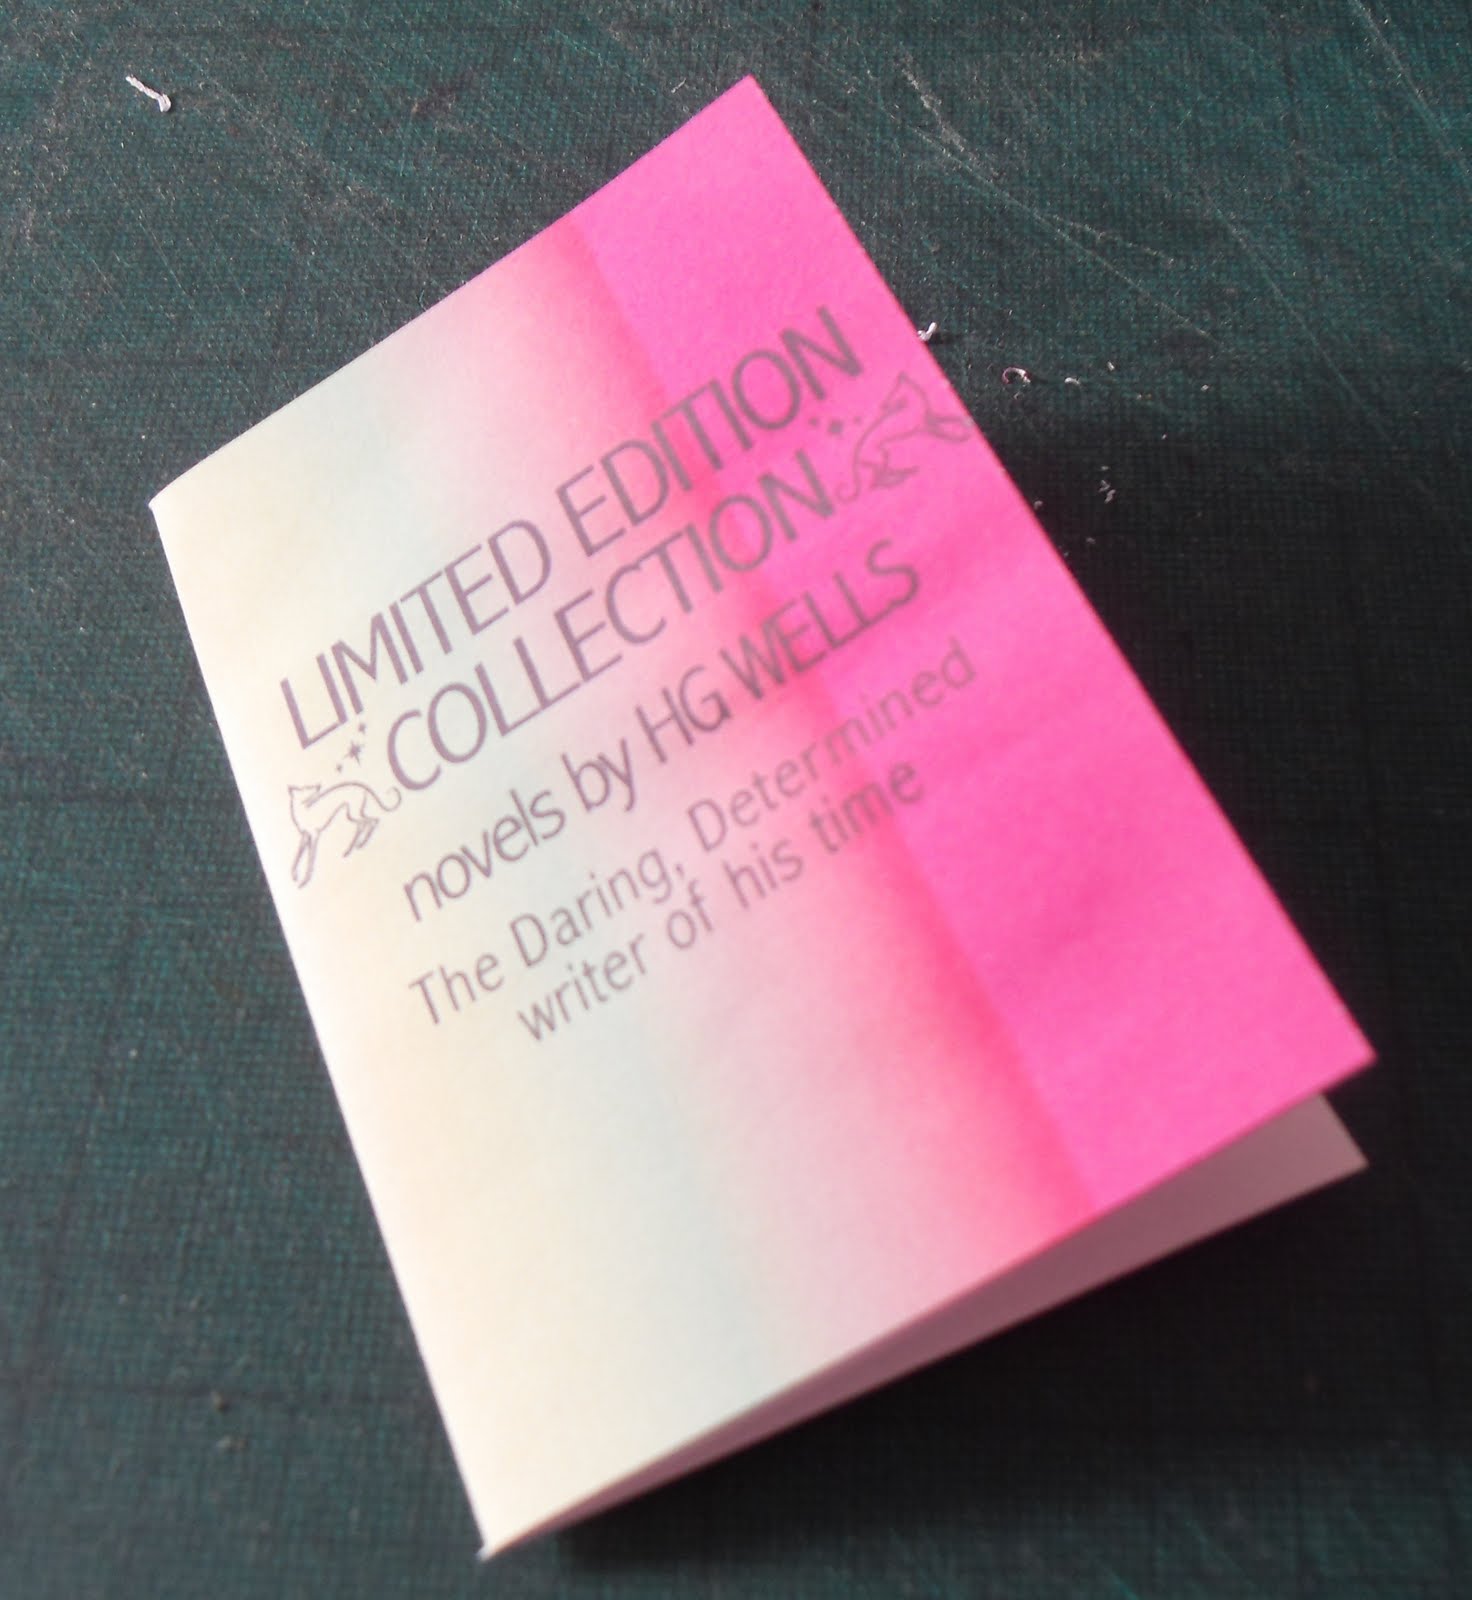 LIMITED EDITION
COLLECTION
novels by HG WELLS
The Daring, Determined
writer of his time